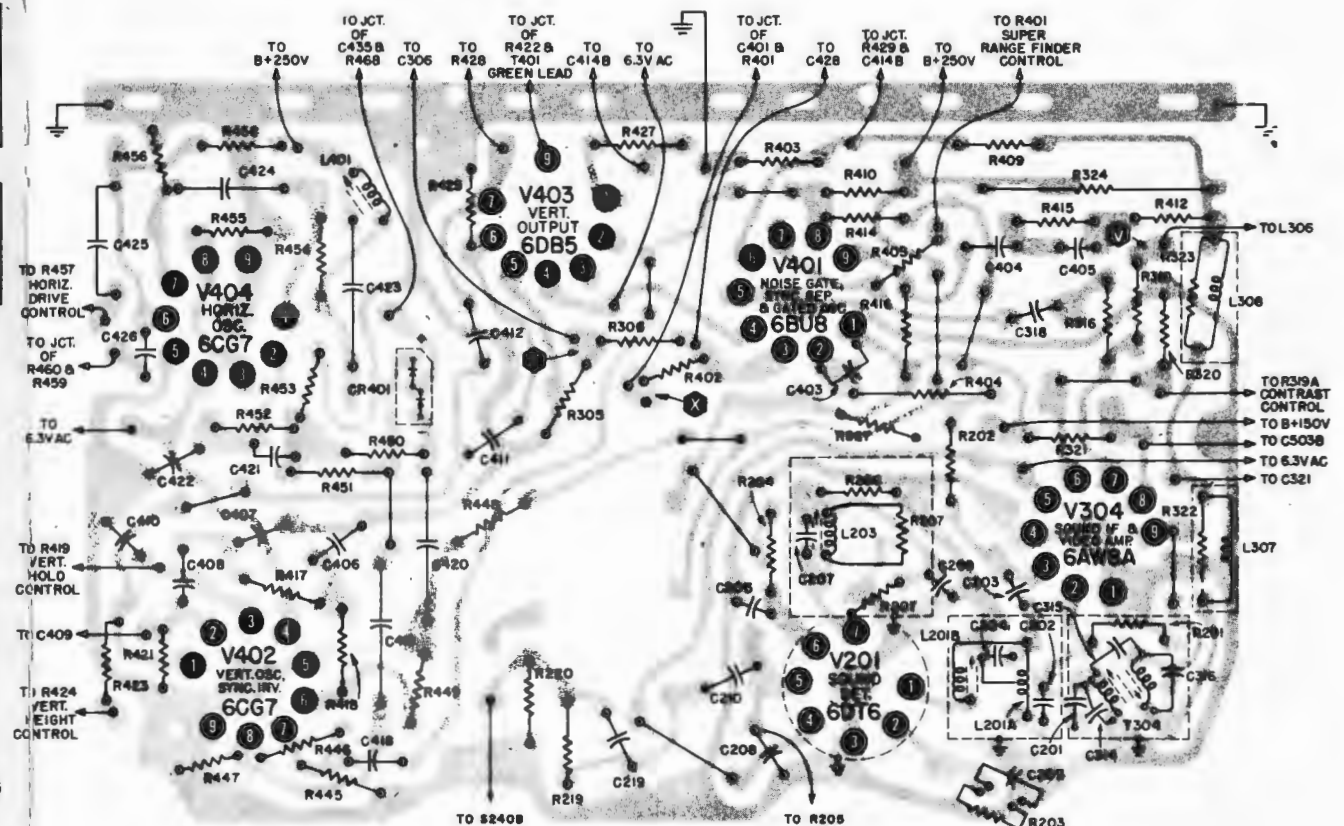 TO JCT.
OF
C435 &
R468
TO JCT.
OF
R422 &
T401
GREEN LEAD
TO JCT.
OF
C401 &
R401
TO R401
SUPER
RANGE FINDER
CONTROL
TO
B+250V
TO
C306
TO
R428
TO
C414B
TO
6.3V AC
TO
C428
TO JCT.
R429 &
C414B
TO
B+250V
R456
R458
L401
R427
R403
R409
C424
R410
R324
R455
R454
V403
VERT.
OUTPUT
6DB5
R414
R415
R412
TO L306
C425
V404
HORIZ.
OSC.
6CG7
C423
V401
NOISE GATE,
SYNC. SEP.
& GATED AGC
6BU8
R405
C404
C405
R323
TO R457
HORIZ.
DRIVE
CONTROL
R416
C318
R316
C426
C412
R306
TO JCT.
OF
R460 &
R459
R453
CR401
R402
C403
R404
R320
R305
X
TO R319A
CONTRAST
CONTROL
TO
6.3VAC
R452
R202
TO B+150V
C421
C411
R321
TO C503B
C422
R451
TO 6.3VAC
TO C321
R204
V304
SOUND IF &
VIDEO AMP.
6AW8A
R322
L307
R448
L203
R207
C407
C408
C406
C420
C207
TO R419
VERT.
HOLD
CONTROL
R417
C203
C315
C202
TO C409
R421
R423
V402
VERT. OSC,
SYNC. INV.
6CG7
V201
SOUND
DET.
6DT6
L201B
R449
R220
C210
C316
TO R424
VERT.
HEIGHT
CONTROL
L201A
C201
T304
R446
C418
C208
R447
R445
R219
C219
R203
TO S240B
TO R205